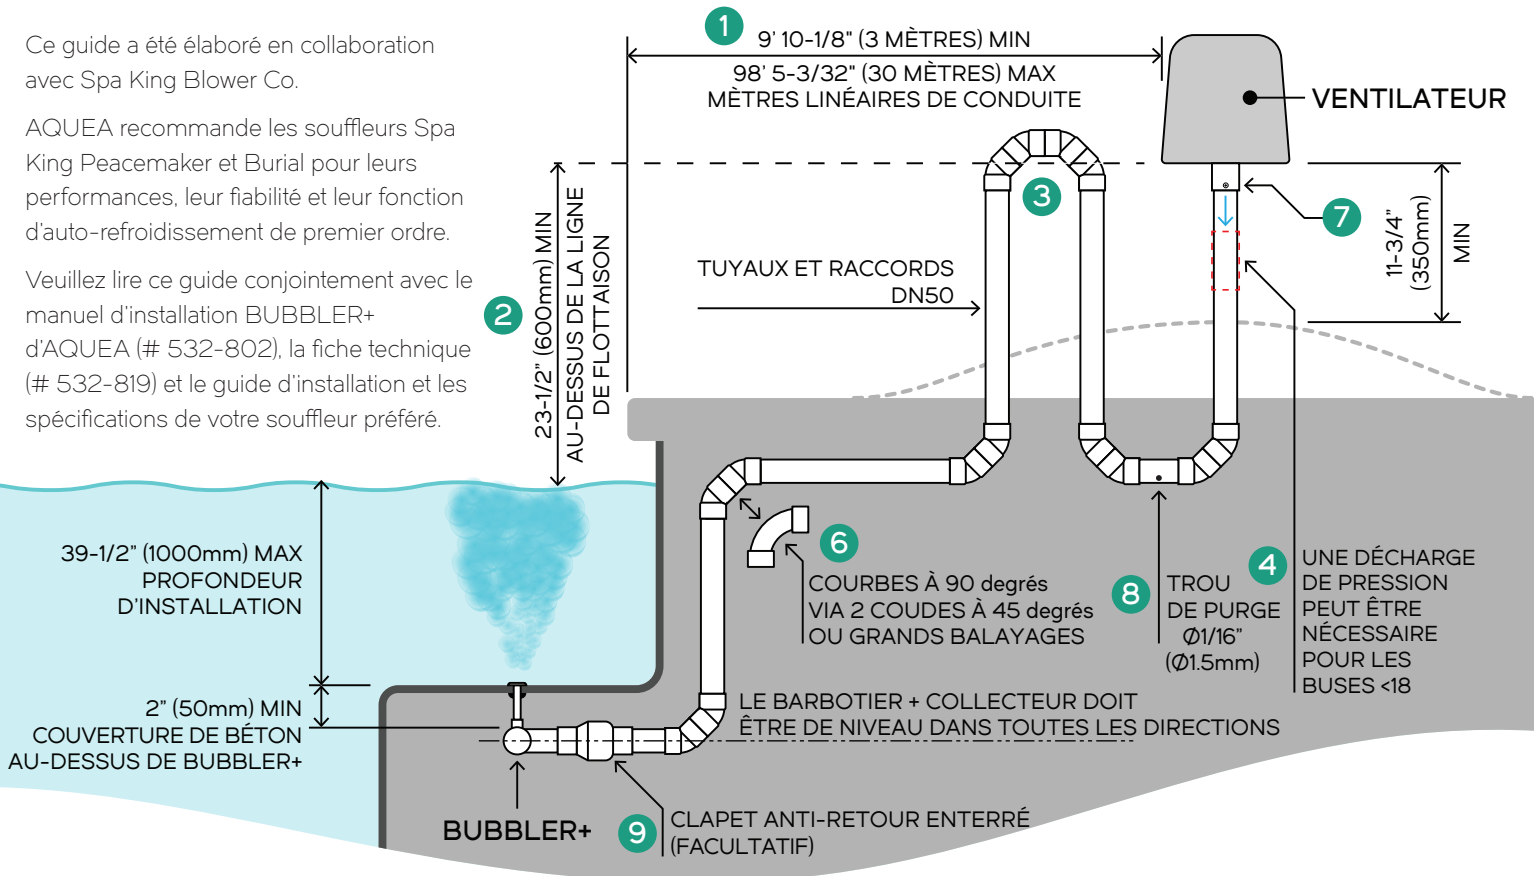 Ce guide a été élaboré en collaboration
avec Spa King Blower Co.
AQUEA recommande les souffleurs Spa
King Peacemaker et Burial pour leurs
performances, leur fiabilité et leur fonction
d'auto-refroidissement de premier ordre.
Veuillez lire ce guide conjointement avec le
manuel d'installation BUBBLER+
d'AQUEA (# 532-802), la fiche technique
(# 532-819) et le guide d'installation et les
spécifications de votre souffleur préféré.
1
9' 10-1/8" (3 MÈTRES) MIN
98' 5-3/32" (30 MÈTRES) MAX
MÈTRES LINÉAIRES DE CONDUITE
VENTILATEUR
2
23-1/2" (600mm) MIN
AU-DESSUS DE LA LIGNE
DE FLOTTAISON
3
7
11-3/4"
(350mm)
MIN
TUYAUX ET RACCORDS
DN50
39-1/2" (1000mm) MAX
PROFONDEUR
D'INSTALLATION
6
COURBES À 90 degrés
VIA 2 COUDES À 45 degrés
OU GRANDS BALAYAGES
8
TROU
DE PURGE
Ø1/16"
(Ø1.5mm)
4
UNE DÉCHARGE
DE PRESSION
PEUT ÊTRE
NÉCESSAIRE
POUR LES
BUSES <18
2" (50mm) MIN
COUVERTURE DE BÉTON
AU-DESSUS DE BUBBLER+
LE BARBOTIER + COLLECTEUR DOIT
ÊTRE DE NIVEAU DANS TOUTES LES DIRECTIONS
BUBBLER+
9
CLAPET ANTI-RETOUR ENTERRÉ
(FACULTATIF)